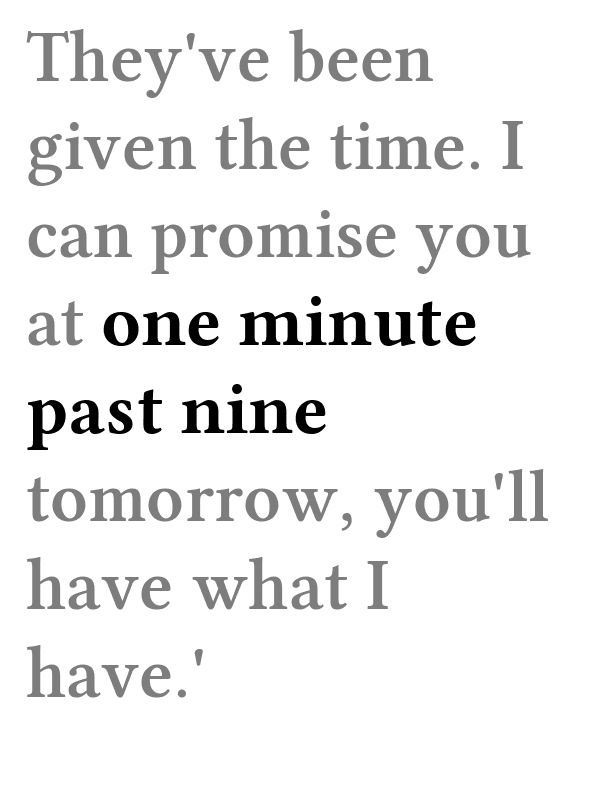 They've been
given the time. I
can promise you
at one minute
past nine
tomorrow, you'll
have what I
have.'